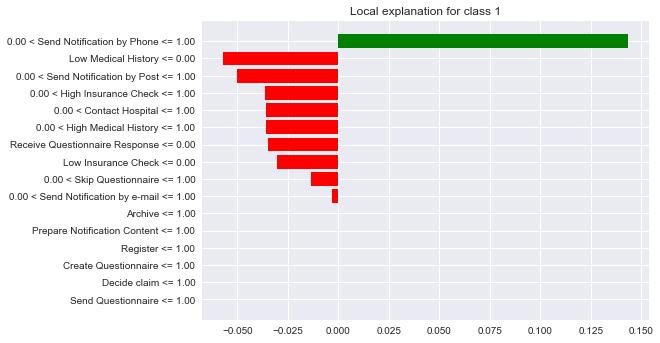 Local explanation for class 1
0.00 < Send Notification by Phone <= 1.00
Low Medical History <= 0.00
0.00 < Send Notification by Post <= 1.00
0.00 < High Insurance Check <= 1.00
0.00 < Contact Hospital <= 1.00
0.00 < High Medical History <= 1.00
Receive Questionnaire Response <= 0.00
Low Insurance Check <= 0.00
0.00 < Skip Questionnaire <= 1.00
0.00 < Send Notification by e-mail <= 1.00
Archive <= 1.00
Prepare Notification Content <= 1.00
Register <= 1.00
Create Questionnaire <= 1.00
Decide claim <= 1.00
Send Questionnaire <= 1.00
−0.050 −0.025 0.000 0.025 0.050 0.075 0.100 0.125 0.150